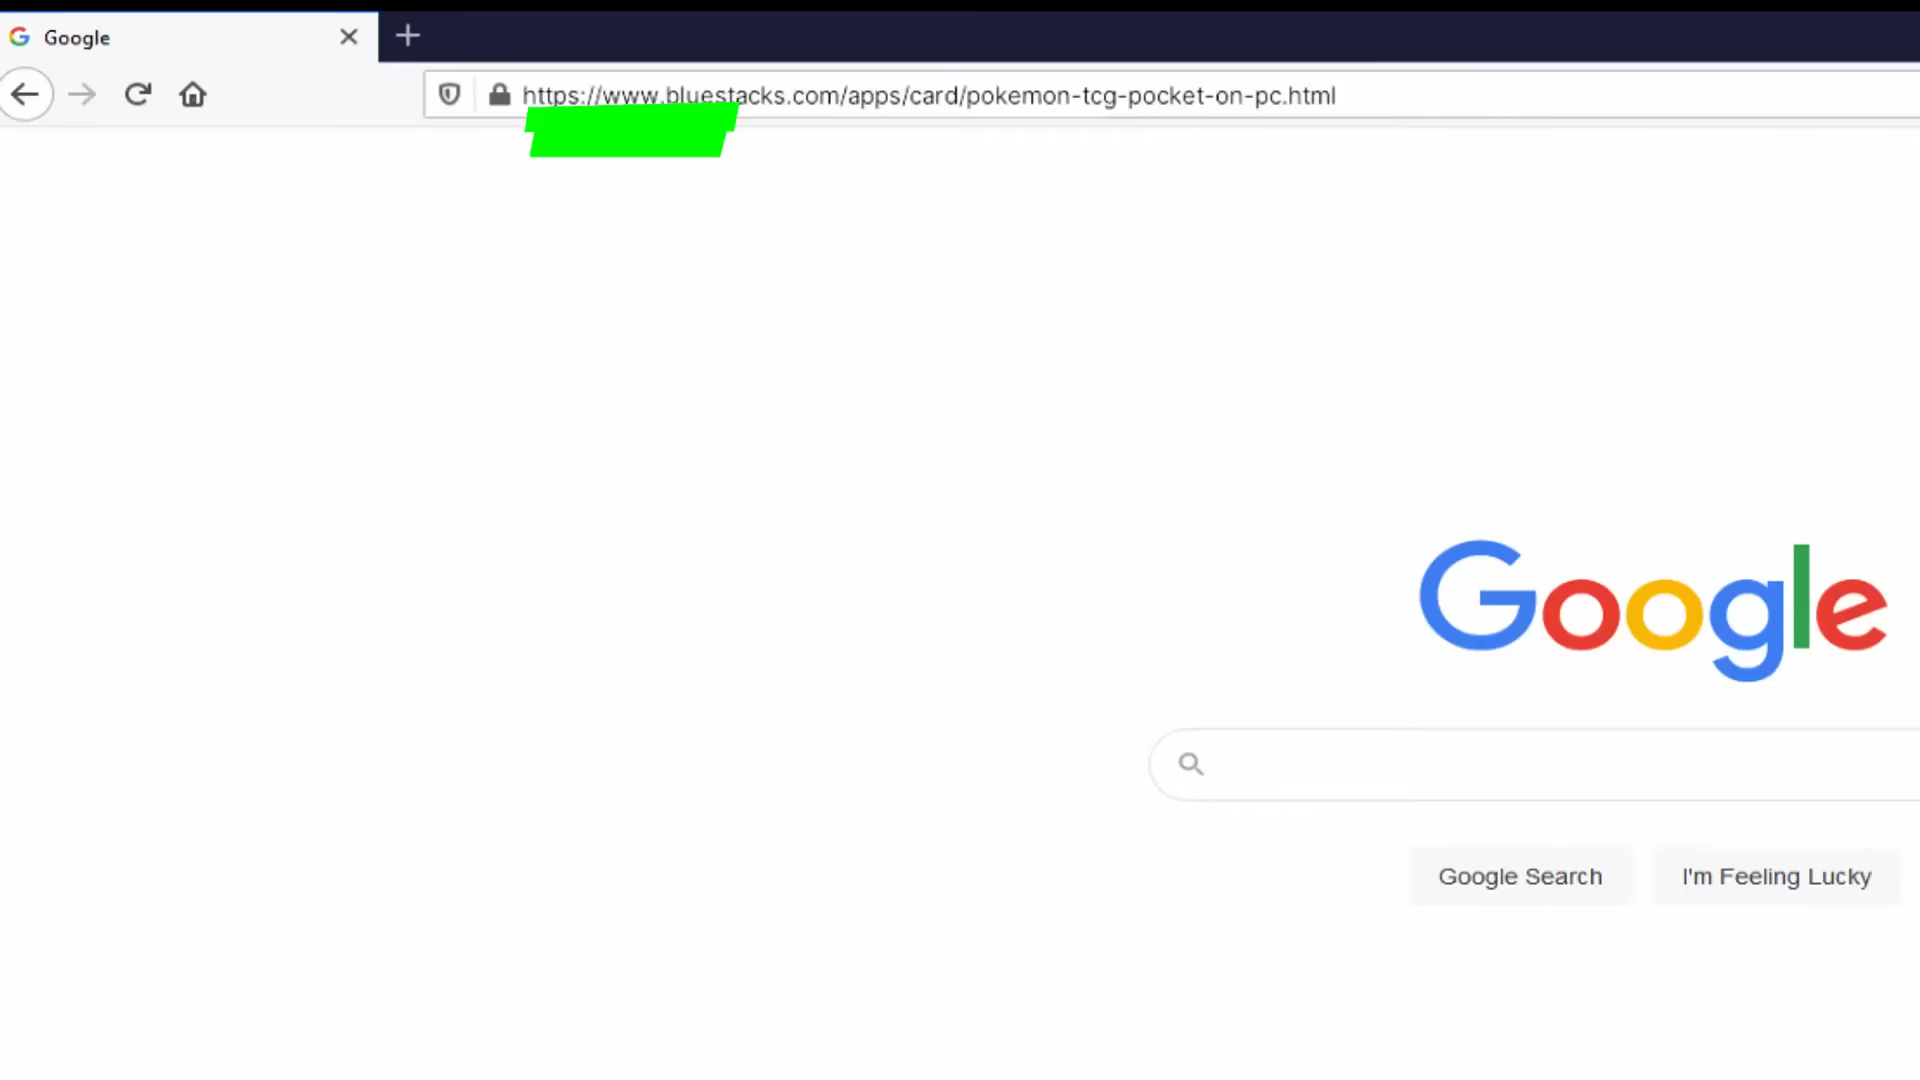 Google
https://www.bluestacks.com/apps/card/pokemon-tcg-pocket-on-pc.html
Google
Google Search
I'm Feeling Lucky